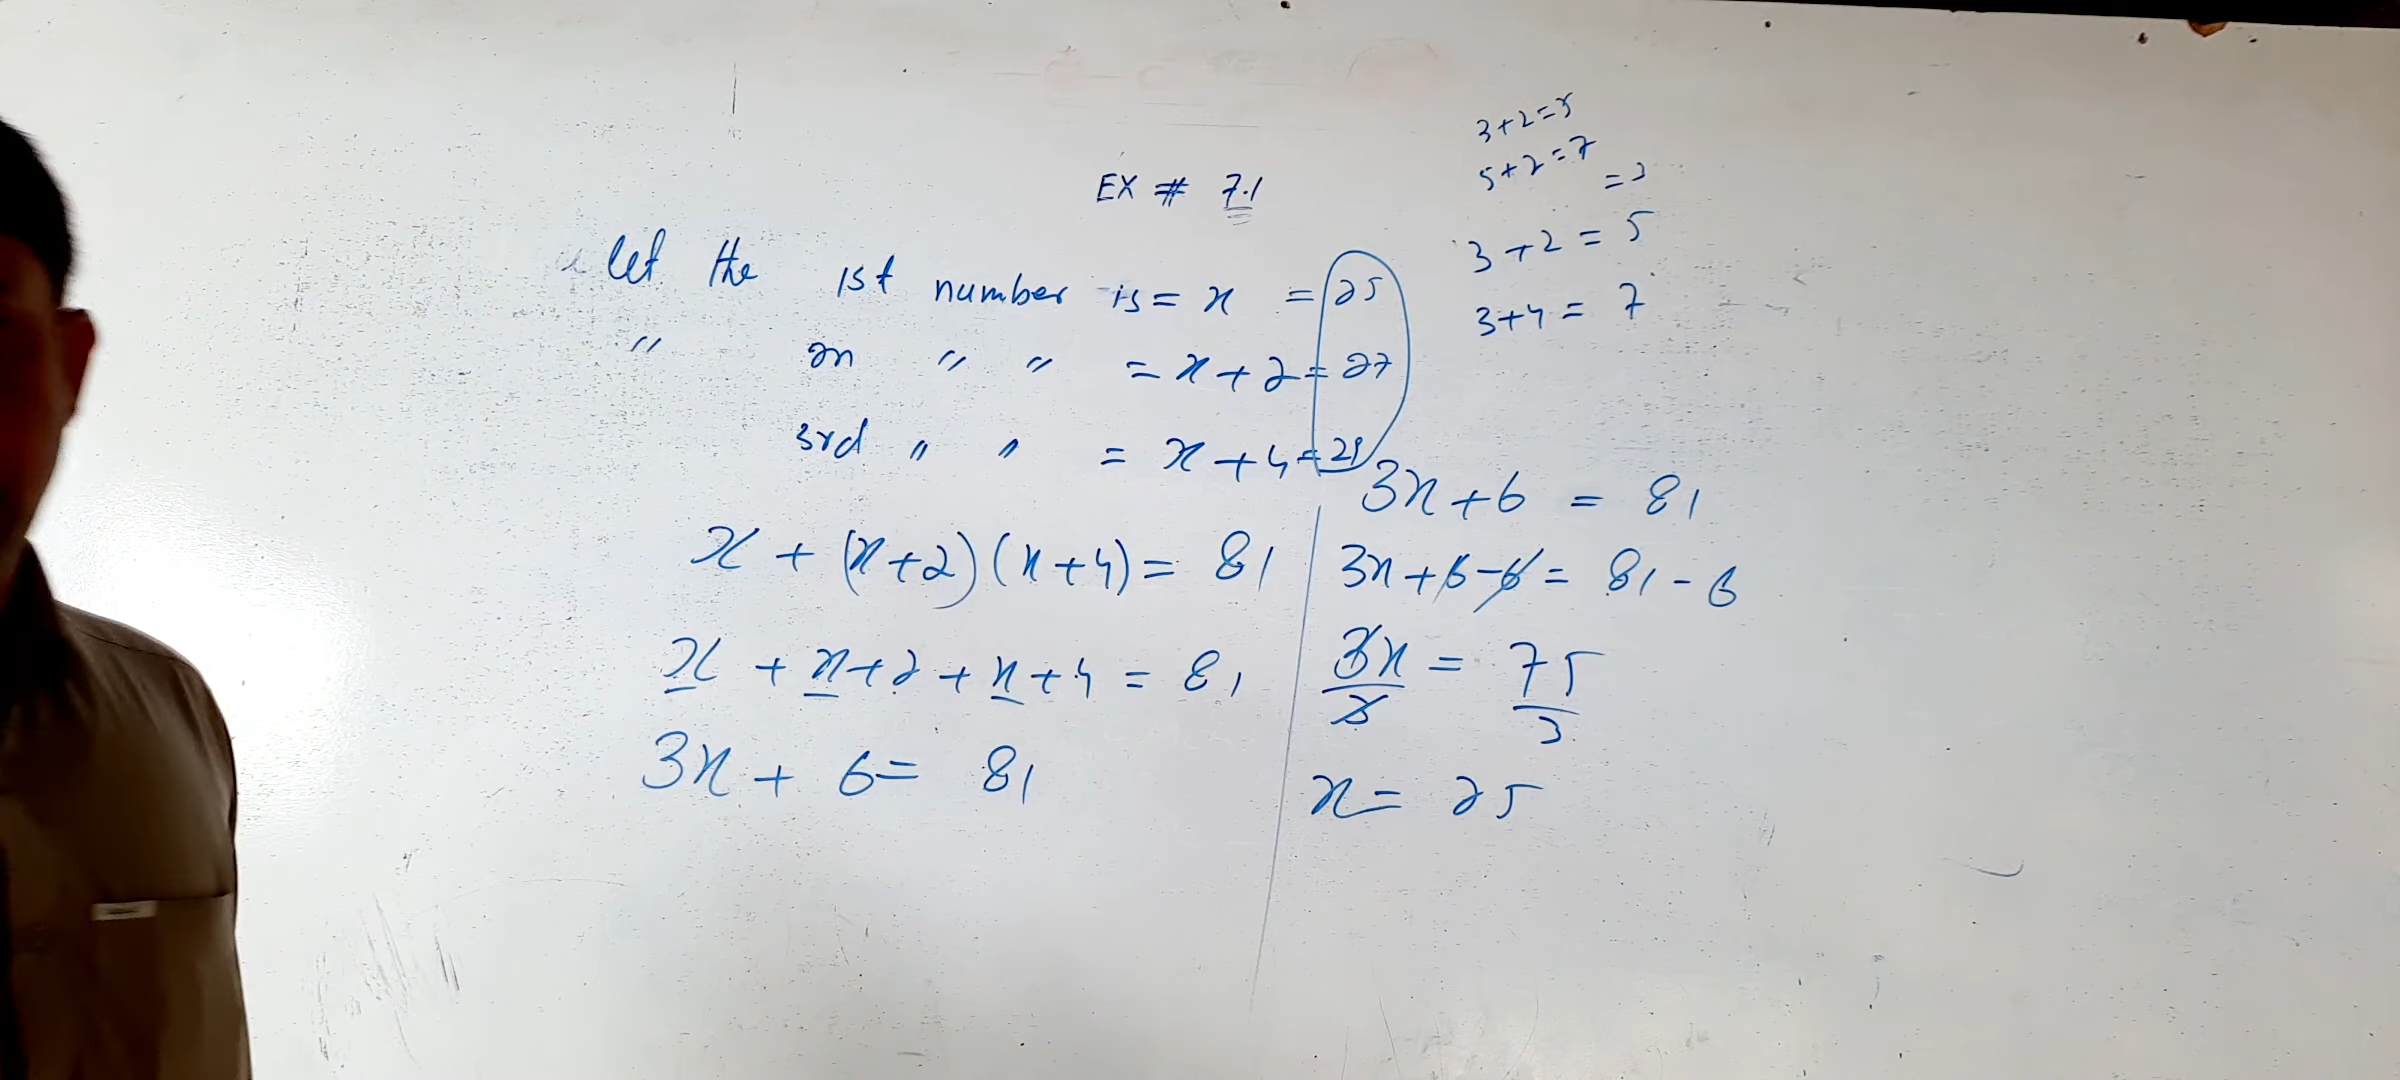 EX # 7.1
let the 1st number is = x = 25
" 2n " " = x + 2 = 27
3rd " " = x + 4 = 29
x + (x+2)(x+4) = 81
x + x+2 + x+4 = 81
3x + 6 = 81
3+2=5
5+2=7
3+2=5
3+4=7
3x+6 = 81
3x+6-6 = 81-6
3x/3 = 75/3
x = 25